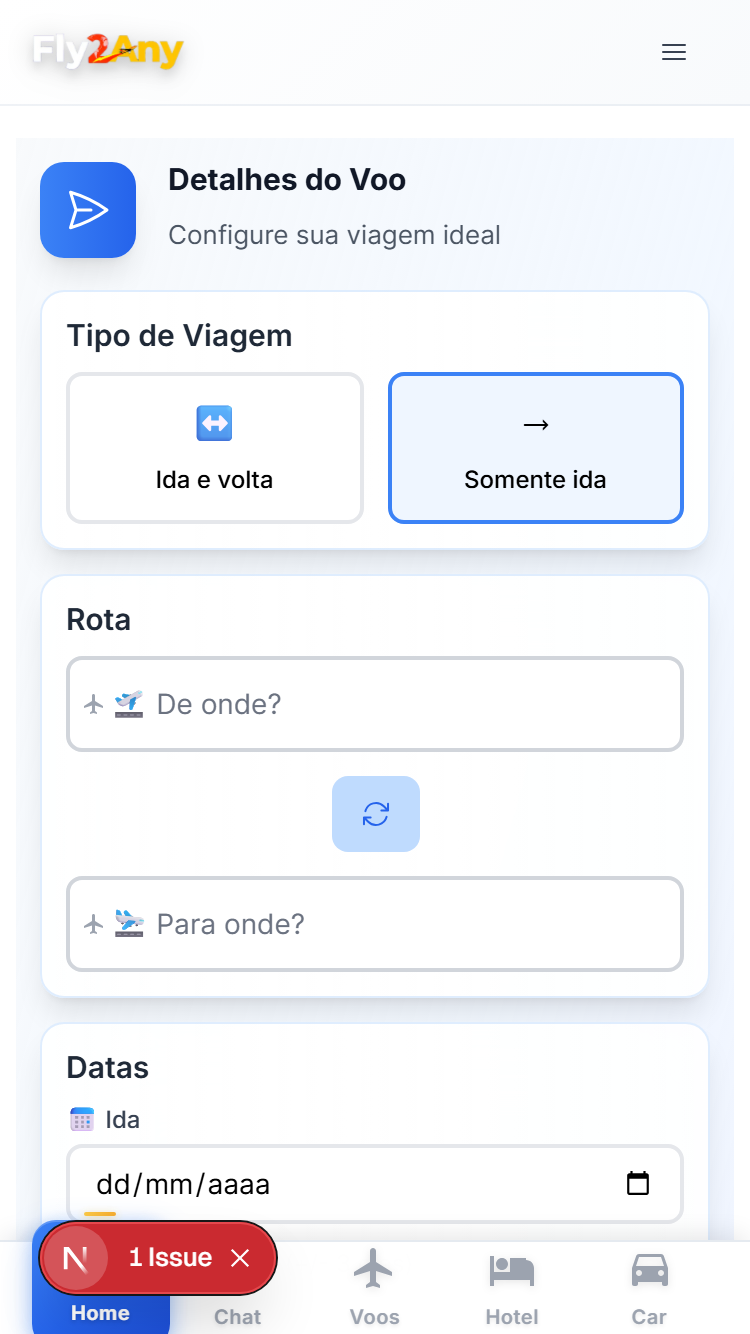 Fly2Any
Detalhes do Voo
Configure sua viagem ideal
Tipo de Viagem
Ida e volta
Somente ida
Rota
De onde?
Para onde?
Datas
Ida
dd/mm/aaaa
N 1 Issue
Home
Chat
Voos
Hotel
Car